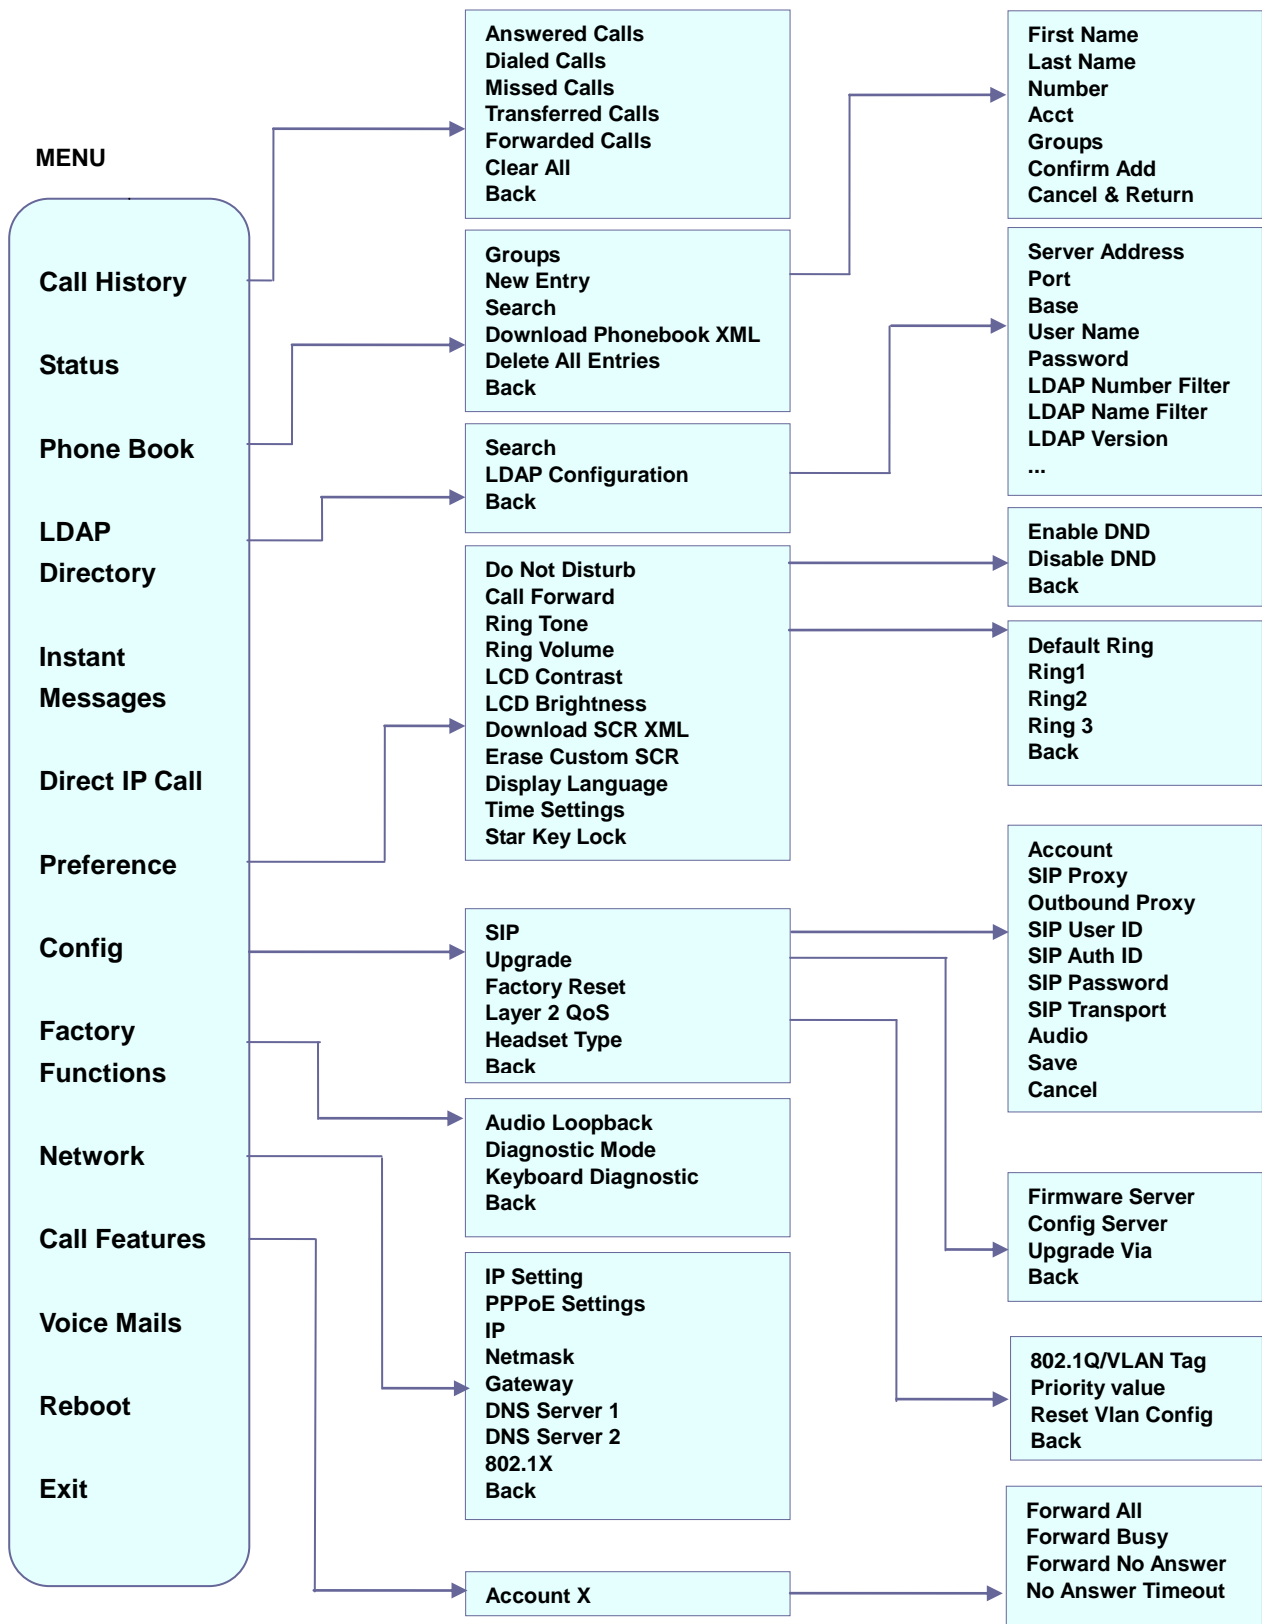 MENU
Call History
Status
Phone Book
LDAP
Directory
Instant
Messages
Direct IP Call
Preference
Config
Factory
Functions
Network
Call Features
Voice Mails
Reboot
Exit
Answered Calls
Dialed Calls
Missed Calls
Transferred Calls
Forwarded Calls
Clear All
Back
Groups
New Entry
Search
Download Phonebook XML
Delete All Entries
Back
Search
LDAP Configuration
Back
Do Not Disturb
Call Forward
Ring Tone
Ring Volume
LCD Contrast
LCD Brightness
Download SCR XML
Erase Custom SCR
Display Language
Time Settings
Star Key Lock
SIP
Upgrade
Factory Reset
Layer 2 QoS
Headset Type
Back
Audio Loopback
Diagnostic Mode
Keyboard Diagnostic
Back
IP Setting
PPPoE Settings
IP
Netmask
Gateway
DNS Server 1
DNS Server 2
802.1X
Back
Account X
First Name
Last Name
Number
Acct
Groups
Confirm Add
Cancel & Return
Server Address
Port
Base
User Name
Password
LDAP Number Filter
LDAP Name Filter
LDAP Version
...
Enable DND
Disable DND
Back
Default Ring
Ring1
Ring2
Ring 3
Back
Account
SIP Proxy
Outbound Proxy
SIP User ID
SIP Auth ID
SIP Password
SIP Transport
Audio
Save
Cancel
Firmware Server
Config Server
Upgrade Via
Back
802.1Q/VLAN Tag
Priority value
Reset Vlan Config
Back
Forward All
Forward Busy
Forward No Answer
No Answer Timeout